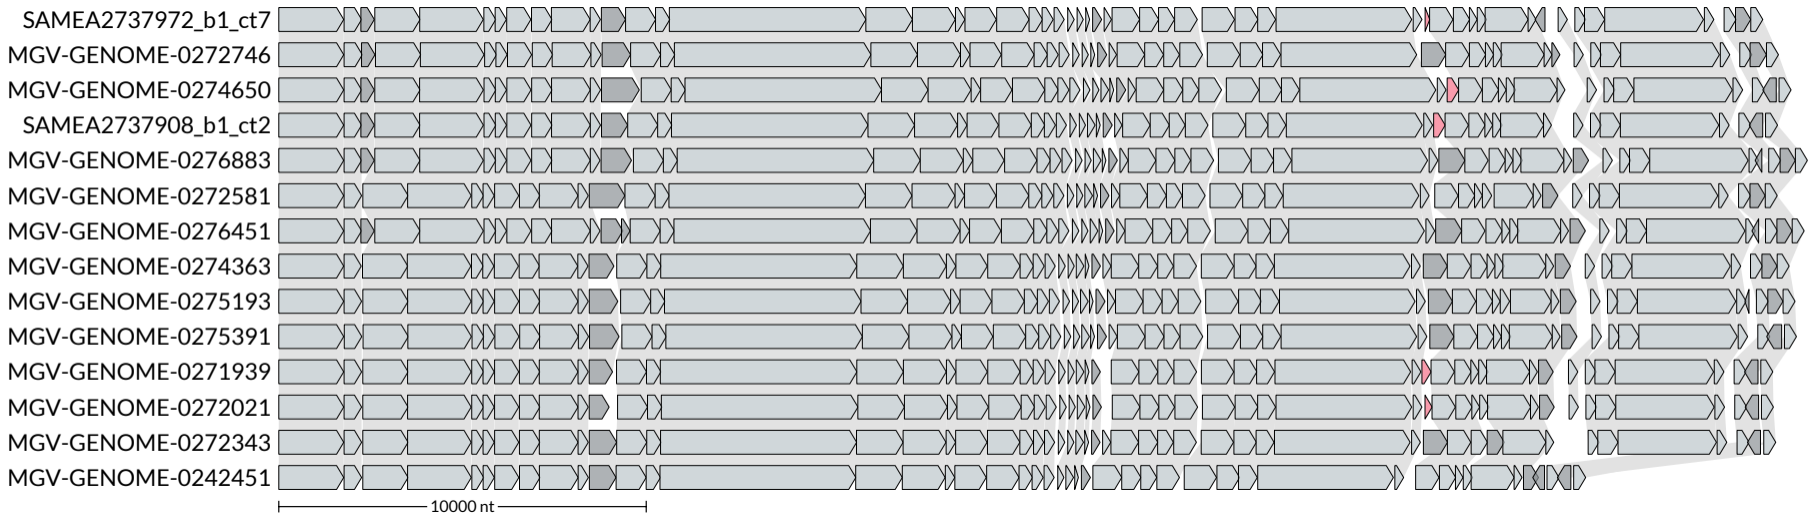 SAMEA2737972_b1_ct7
MGV-GENOME-0272746
MGV-GENOME-0274650
SAMEA2737908_b1_ct2
MGV-GENOME-0276883
MGV-GENOME-0272581
MGV-GENOME-0276451
MGV-GENOME-0274363
MGV-GENOME-0275193
MGV-GENOME-0275391
MGV-GENOME-0271939
MGV-GENOME-0272021
MGV-GENOME-0272343
MGV-GENOME-0242451
10000 nt